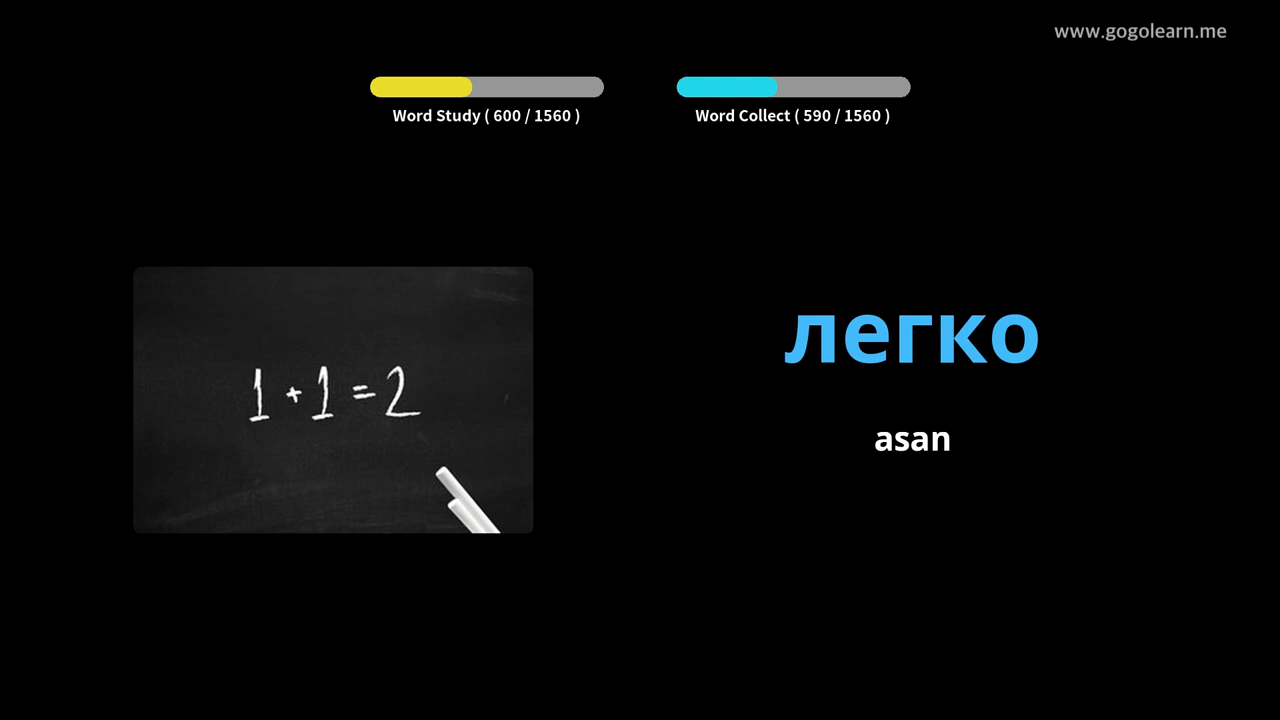 www.gogolearn.me
Word Study ( 600 / 1560 )
Word Collect ( 590 / 1560 )
1 + 1 = 2
легко
asan